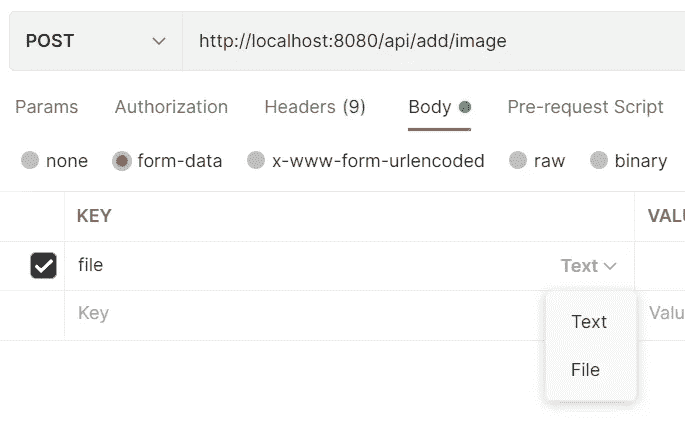 POST http://localhost:8080/api/add/image
Params Authorization Headers (9) Body Pre-request Script
none form-data x-www-form-urlencoded raw binary
KEY VALU
file Text
Key Valu
Text
File